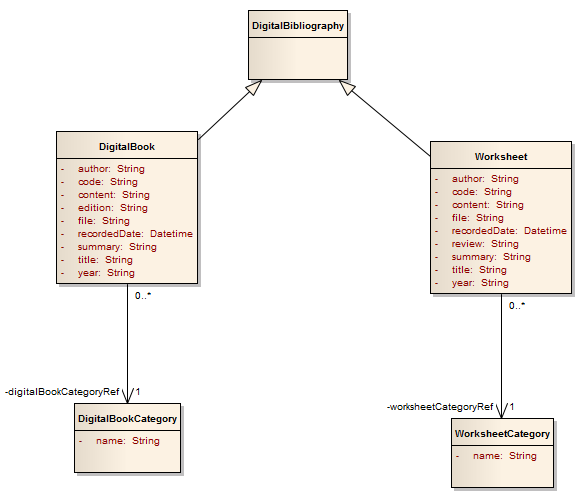 DigitalBibliography
DigitalBook
- author: String
- code: String
- content: String
- edition: String
- file: String
- recordedDate: Datetime
- summary: String
- title: String
- year: String
0..*
-digitalBookCategoryRef
1
DigitalBookCategory
- name: String
Worksheet
- author: String
- code: String
- content: String
- file: String
- recordedDate: Datetime
- review: String
- summary: String
- title: String
- year: String
0..*
-worksheetCategoryRef
1
WorksheetCategory
- name: String